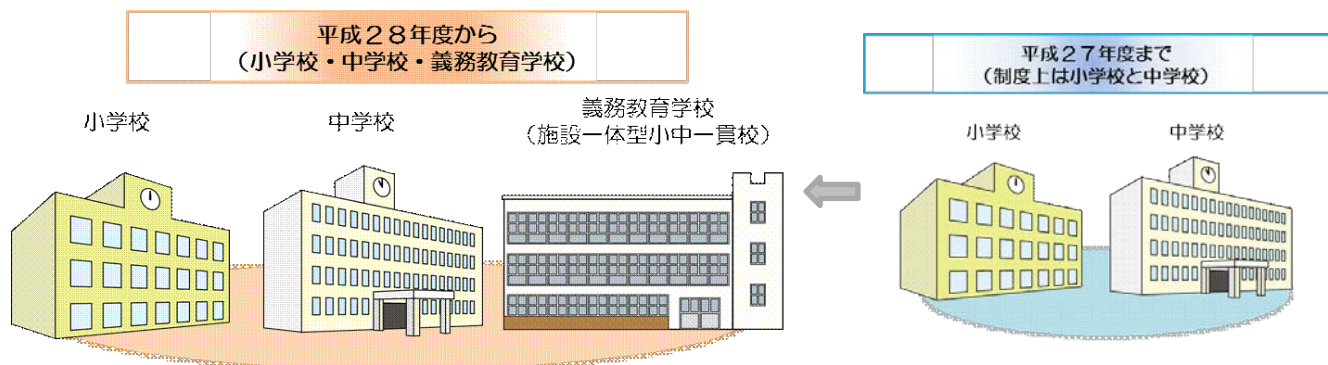 平成28年度から
(小学校・中学校・義務教育学校)
小学校
中学校
義務教育学校
(施設一体型小中一貫校)
平成27年度まで
(制度上は小学校と中学校)
小学校
中学校